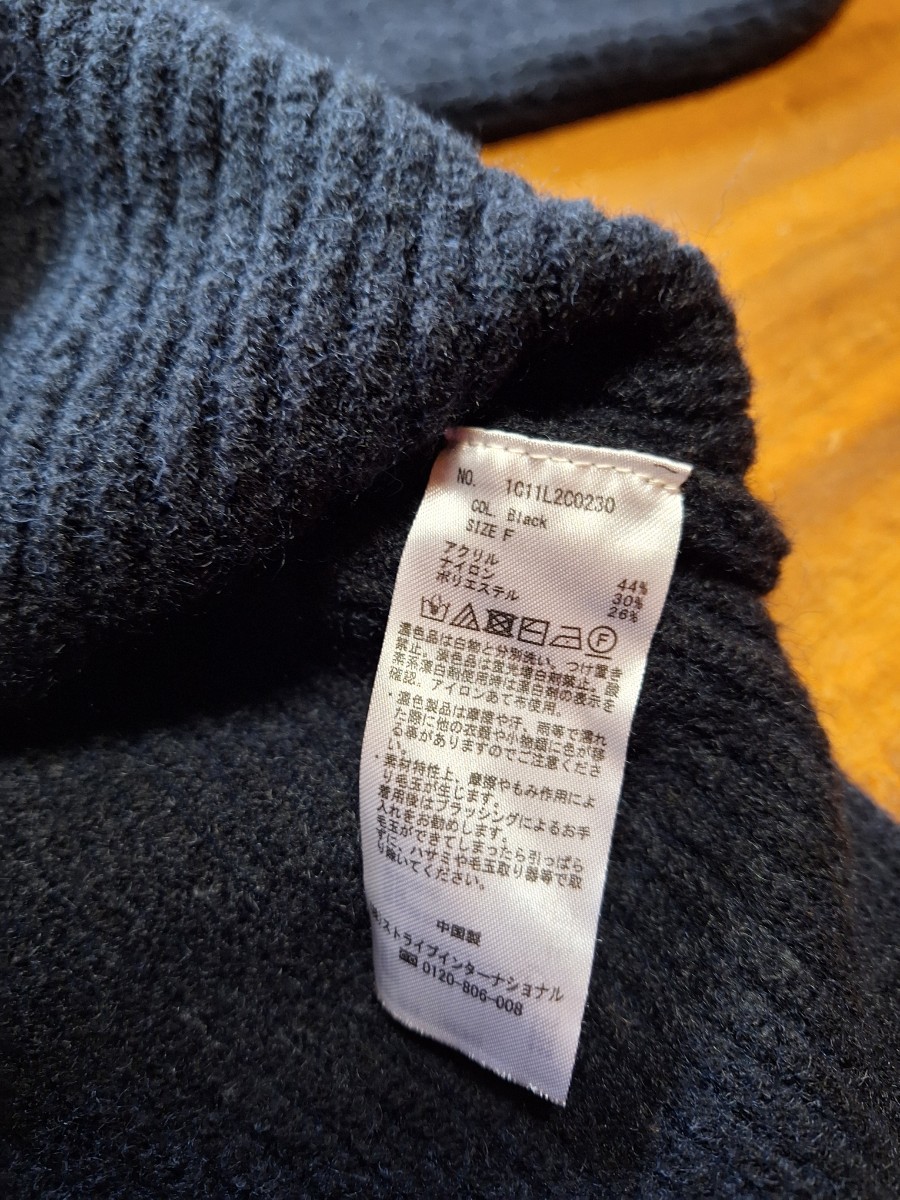 NO. 1C11L2C0230
COL. Black
SIZE F
アクリル 44%
ナイロン 30%
ポリエステル 26%
F
濃色品は白物と分別洗い。つけ置き
禁止。濃色品は蛍光漂白剤禁止。酸
素系漂白剤使用時は漂白剤の表示を
確認。アイロンあて布使用。
・濃色製品は摩擦や汗、雨等で濡れ
た際に他の衣類や小物類に色が移
る事がありますのでご注意くださ
い。
・素材特性上、摩擦やもみ作用によ
り毛玉が生じます。
着用後はブラッシングによるお手
入れをお勧めします。
毛玉ができてしまったら引っぱら
ずに、ハサミや毛玉取り器等で取
り除いてください。
中国製
㈱ストライプインターナショナル
0120-806-008